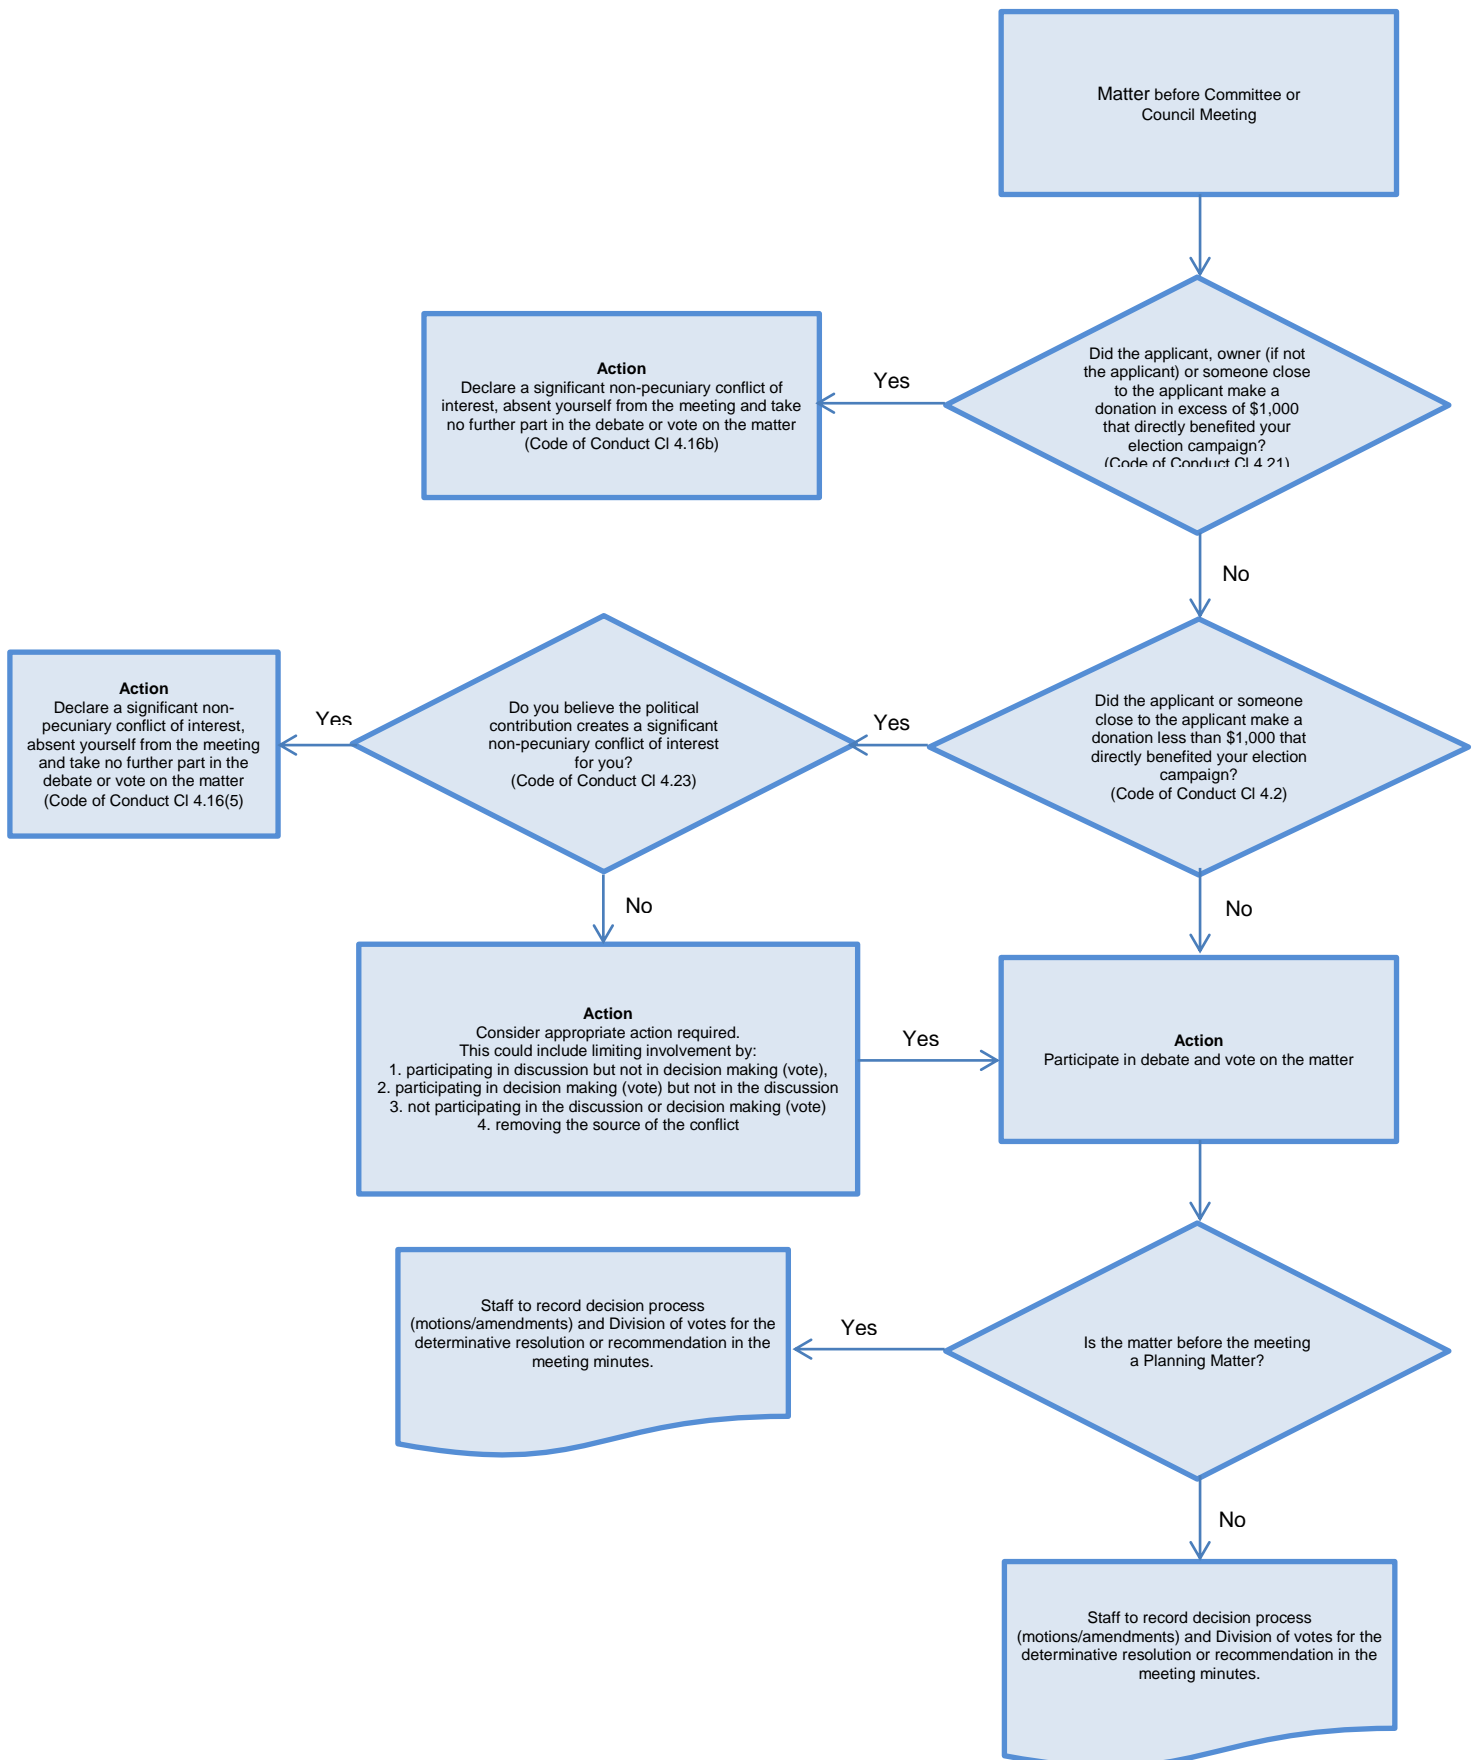 Matter before Committee or
Council Meeting
Did the applicant, owner (if not
the applicant) or someone close
to the applicant make a
donation in excess of $1,000
that directly benefited your
election campaign?
(Code of Conduct Cl 4.21)
Yes
Action
Declare a significant non-pecuniary conflict of
interest, absent yourself from the meeting and take
no further part in the debate or vote on the matter
(Code of Conduct Cl 4.16b)
No
Did the applicant or someone
close to the applicant make a
donation less than $1,000 that
directly benefited your election
campaign?
(Code of Conduct Cl 4.2)
Yes
Do you believe the political
contribution creates a significant
non-pecuniary conflict of interest
for you?
(Code of Conduct Cl 4.23)
Yes
Action
Declare a significant non-
pecuniary conflict of interest,
absent yourself from the meeting
and take no further part in the
debate or vote on the matter
(Code of Conduct Cl 4.16(5)
No
No
Action
Consider appropriate action required.
This could include limiting involvement by:
1. participating in discussion but not in decision making (vote),
2. participating in decision making (vote) but not in the discussion
3. not participating in the discussion or decision making (vote)
4. removing the source of the conflict
Yes
Action
Participate in debate and vote on the matter
Is the matter before the meeting
a Planning Matter?
Yes
Staff to record decision process
(motions/amendments) and Division of votes for the
determinative resolution or recommendation in the
meeting minutes.
No
Staff to record decision process
(motions/amendments) and Division of votes for the
determinative resolution or recommendation in the
meeting minutes.